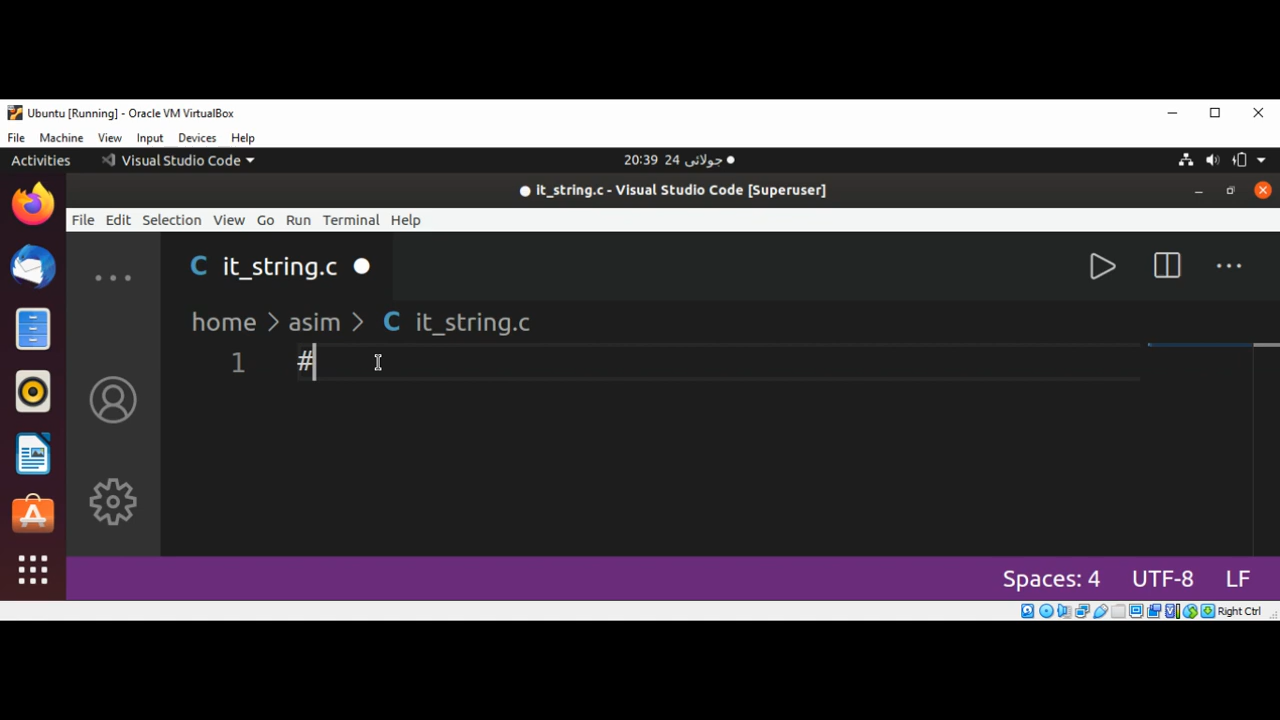 Ubuntu [Running] - Oracle VM VirtualBox
File Machine View Input Devices Help
Activities Visual Studio Code 20:39 24 جولائی
it_string.c - Visual Studio Code [Superuser]
File Edit Selection View Go Run Terminal Help
C it_string.c
home > asim > C it_string.c
1 #
Spaces: 4 UTF-8 LF
Right Ctrl